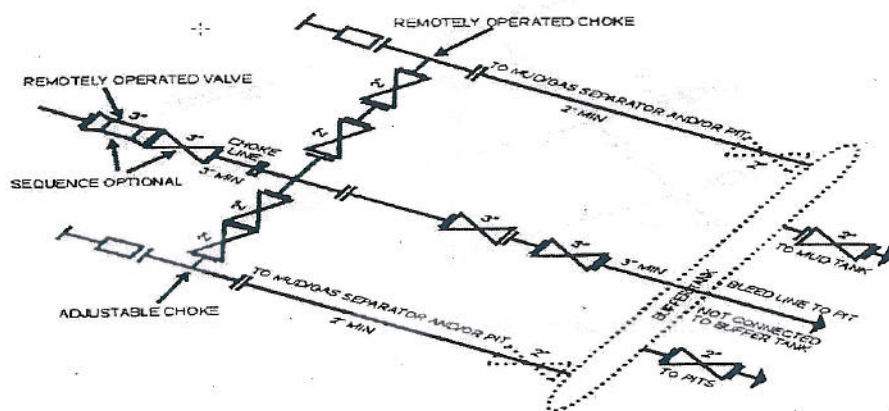 REMOTELY OPERATED CHOKE
REMOTELY OPERATED VALVE
3"
3"
CHOKE
LINE
3" MIN
SEQUENCE OPTIONAL
2"
2"
2"
2"
TO MUD/GAS SEPARATOR AND/OR PIT
2" MIN
2"
3"
3"
3" MIN
BUFFER TANK
2"
TO MUD TANK
BLEED LINE TO PIT
NOT CONNECTED
TO BUFFER TANK
2"
TO PITS
ADJUSTABLE CHOKE
TO MUD/GAS SEPARATOR AND/OR PIT
2" MIN
2"